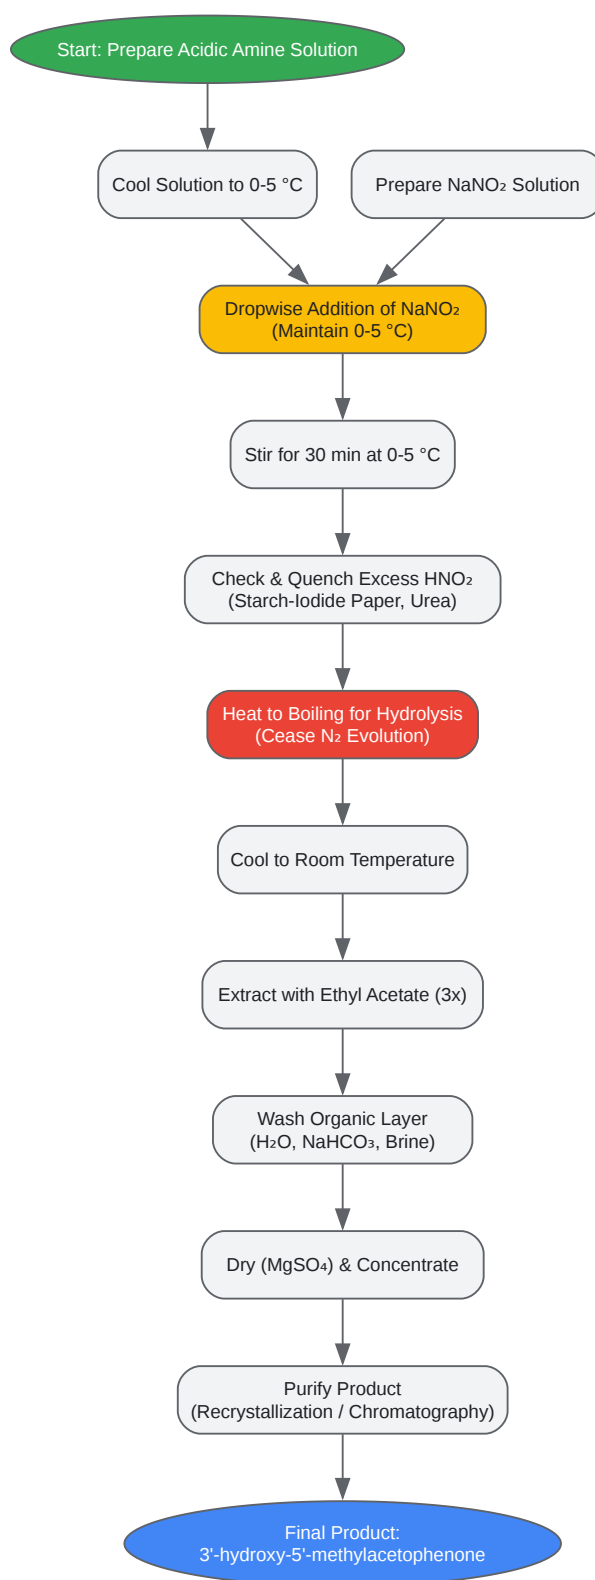 Start: Prepare Acidic Amine Solution
Cool Solution to 0-5 °C
Prepare NaNO₂ Solution
Dropwise Addition of NaNO₂
(Maintain 0-5 °C)
Stir for 30 min at 0-5 °C
Check & Quench Excess HNO₂
(Starch-Iodide Paper, Urea)
Heat to Boiling for Hydrolysis
(Cease N₂ Evolution)
Cool to Room Temperature
Extract with Ethyl Acetate (3x)
Wash Organic Layer
(H₂O, NaHCO₃, Brine)
Dry (MgSO₄) & Concentrate
Purify Product
(Recrystallization / Chromatography)
Final Product:
3'-hydroxy-5'-methylacetophenone